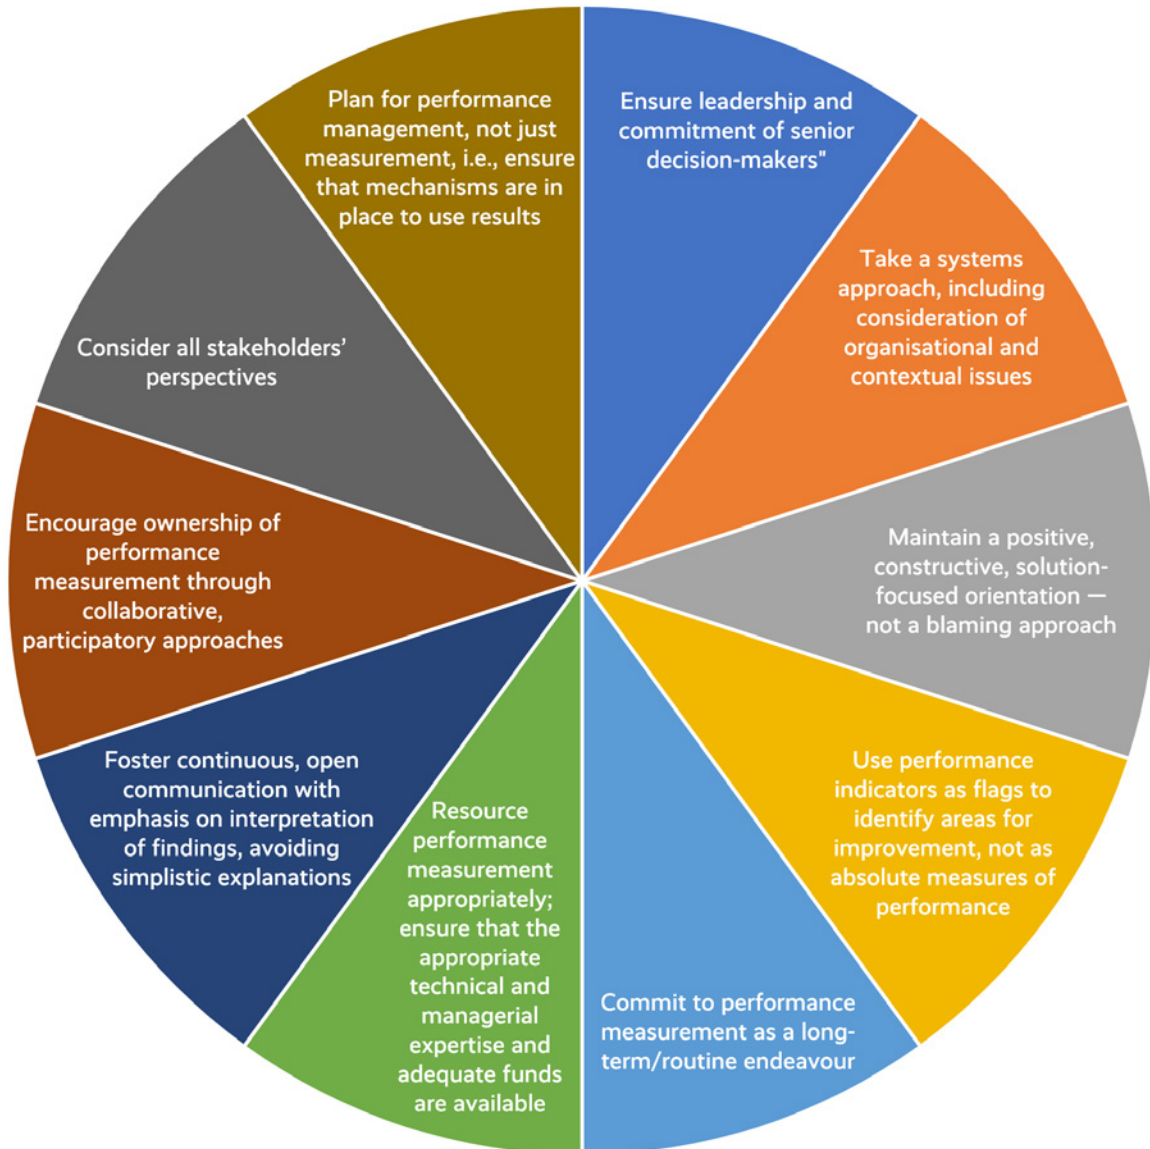 Ensure leadership and
commitment of senior
decision-makers"
Take a systems
approach, including
consideration of
organisational and
contextual issues
Maintain a positive,
constructive, solution-
focused orientation —
not a blaming approach
Use performance
indicators as flags to
identify areas for
improvement, not as
absolute measures of
performance
Commit to performance
measurement as a long-
term/routine endeavour
Resource
performance
measurement
appropriately;
ensure that the
appropriate
technical and
managerial
expertise and
adequate funds
are available
Foster continuous, open
communication with
emphasis on interpretation
of findings, avoiding
simplistic explanations
Encourage ownership of
performance
measurement through
collaborative,
participatory approaches
Consider all stakeholders’
perspectives
Plan for performance
management, not just
measurement, i.e., ensure
that mechanisms are in
place to use results